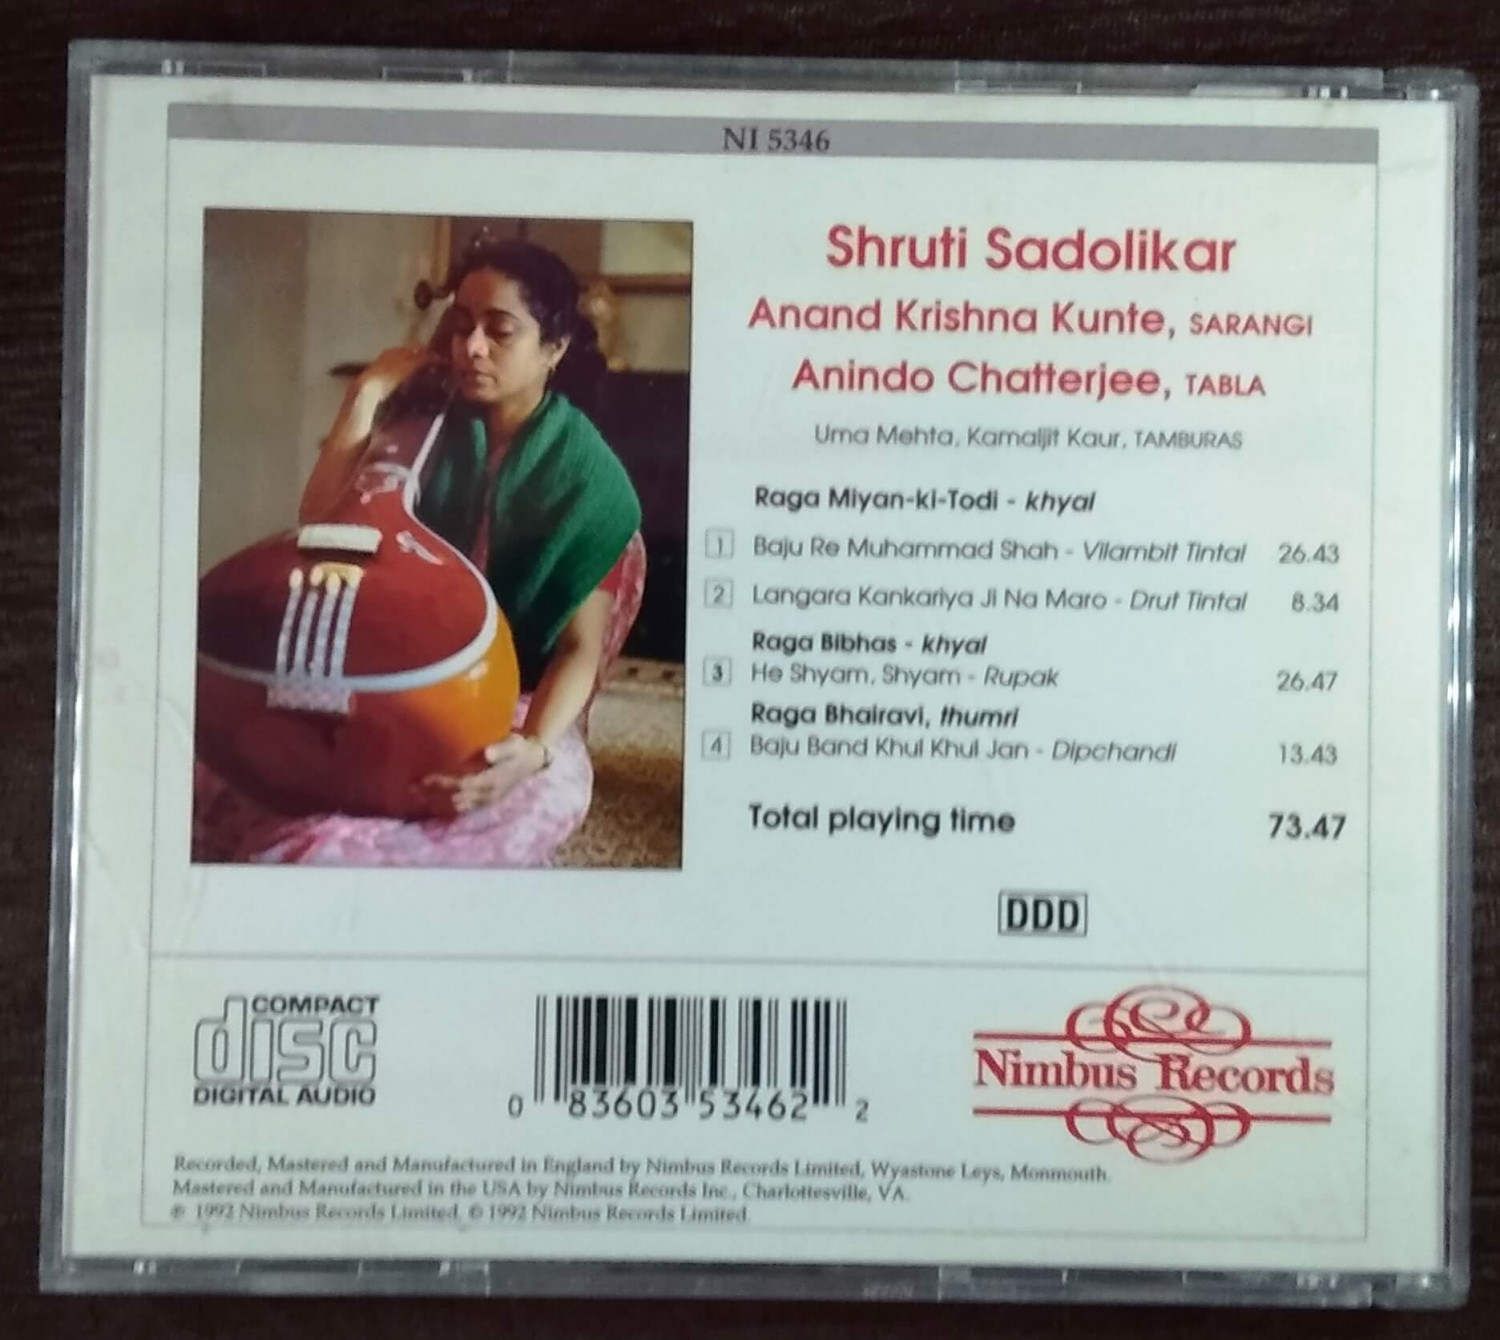 NI 5346
Shruti Sadolikar
Anand Krishna Kunte, SARANGI
Anindo Chatterjee, TABLA
Uma Mehta, Kamaljit Kaur, TAMBURAS
Raga Miyan-ki-Todi - khyal
1 Baju Re Muhammad Shah - Vilambit Tintal 26.43
2 Langara Kankariya Ji Na Maro - Drut Tintal 8.34
Raga Bibhas - khyal
3 He Shyam, Shyam - Rupak 26.47
Raga Bhairavi, thumri
4 Baju Band Khul Khul Jan - Dipchandi 13.43
Total playing time 73.47
DDD
COMPACT
disc
DIGITAL AUDIO
0 83603 53462 2
Nimbus Records
Recorded, Mastered and Manufactured in England by Nimbus Records Limited, Wyastone Leys, Monmouth.
Mastered and Manufactured in the USA by Nimbus Records Inc., Charlottesville, VA.
℗ 1992 Nimbus Records Limited. © 1992 Nimbus Records Limited.